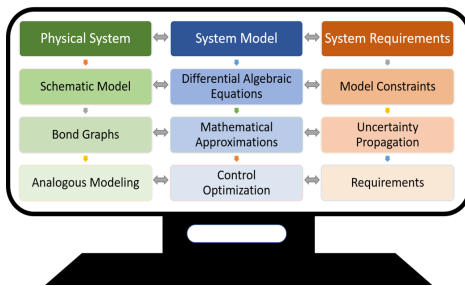 Physical System
System Model
System Requirements
Schematic Model
Differential Algebraic
Equations
Model Constraints
Bond Graphs
Mathematical
Approximations
Uncertainty
Propagation
Analogous Modeling
Control
Optimization
Requirements